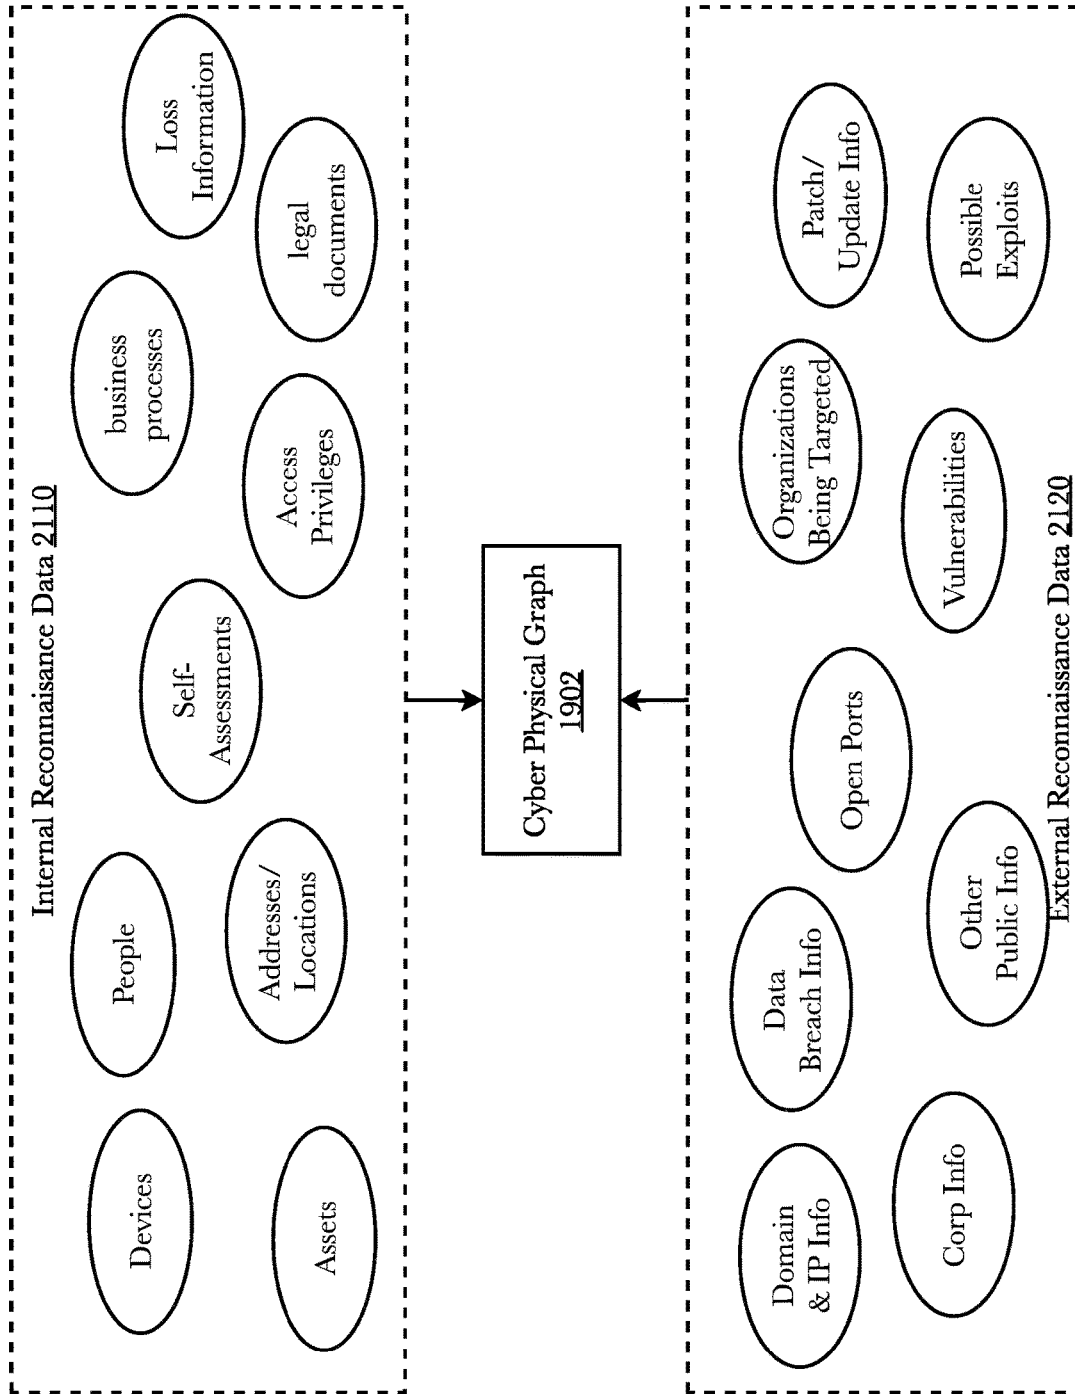 Internal Reconnaisance Data 2110
Devices
People
Assets
Addresses/
Locations
Self-
Assessments
business
processes
Access
Privileges
Loss
Information
legal
documents
Cyber Physical Graph
1902
Domain
& IP Info
Data
Breach Info
Corp Info
Other
Public Info
Open Ports
Organizations
Being Targeted
Vulnerabilities
Patch/
Update Info
Possible
Exploits
External Reconnaissance Data 2120